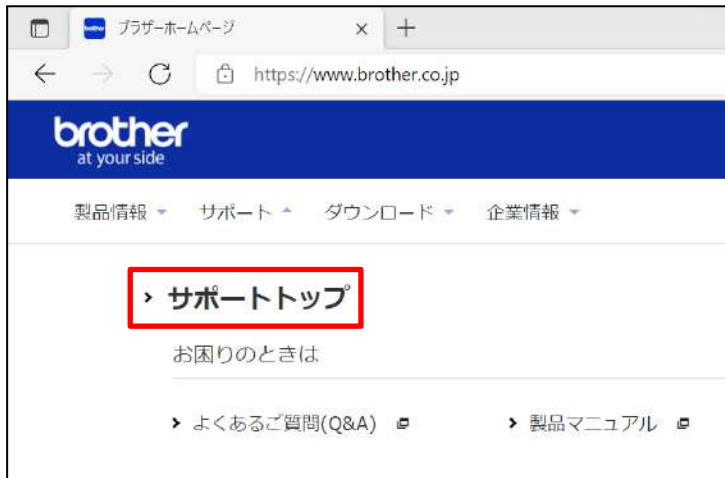 brother ブラザーホームページ
https://www.brother.co.jp
brother
at your side
製品情報 サポート ダウンロード 企業情報
サポートトップ
お困りのときは
よくあるご質問(Q&A) 製品マニュアル